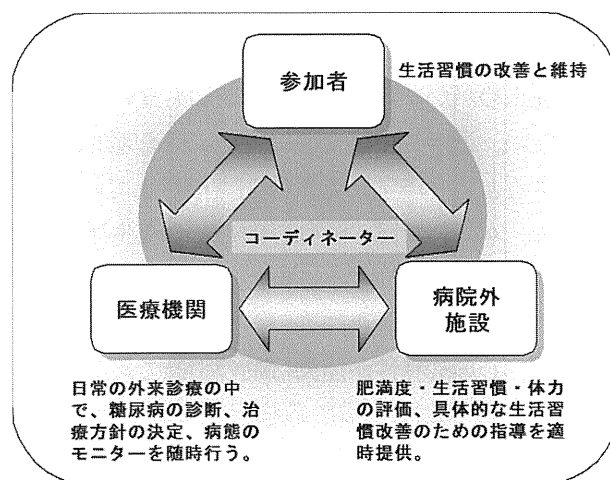 参加者
生活習慣の改善と維持
コーディネーター
医療機関
病院外
施設
日常の外来診療の中
で、糖尿病の診断、治
療方針の決定、病態の
モニターを随時行う。
肥満度・生活習慣・体力
の評価、具体的な生活習
慣改善のための指導を適
時提供。